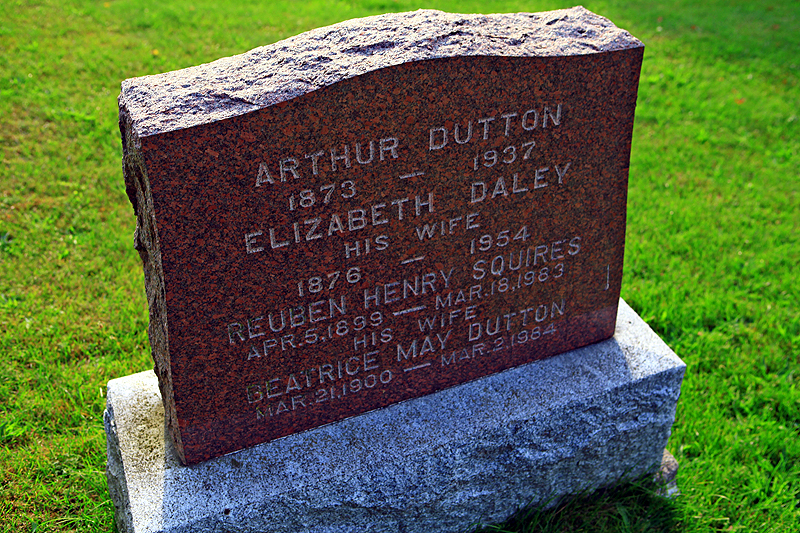 ARTHUR DUTTON
1873 — 1937
ELIZABETH DALEY
HIS WIFE
1876 — 1954
REUBEN HENRY SQUIRES
APR.5,1899 — MAR.18,1983
HIS WIFE
BEATRICE MAY DUTTON
MAR.21,1900 — MAR.2,1984